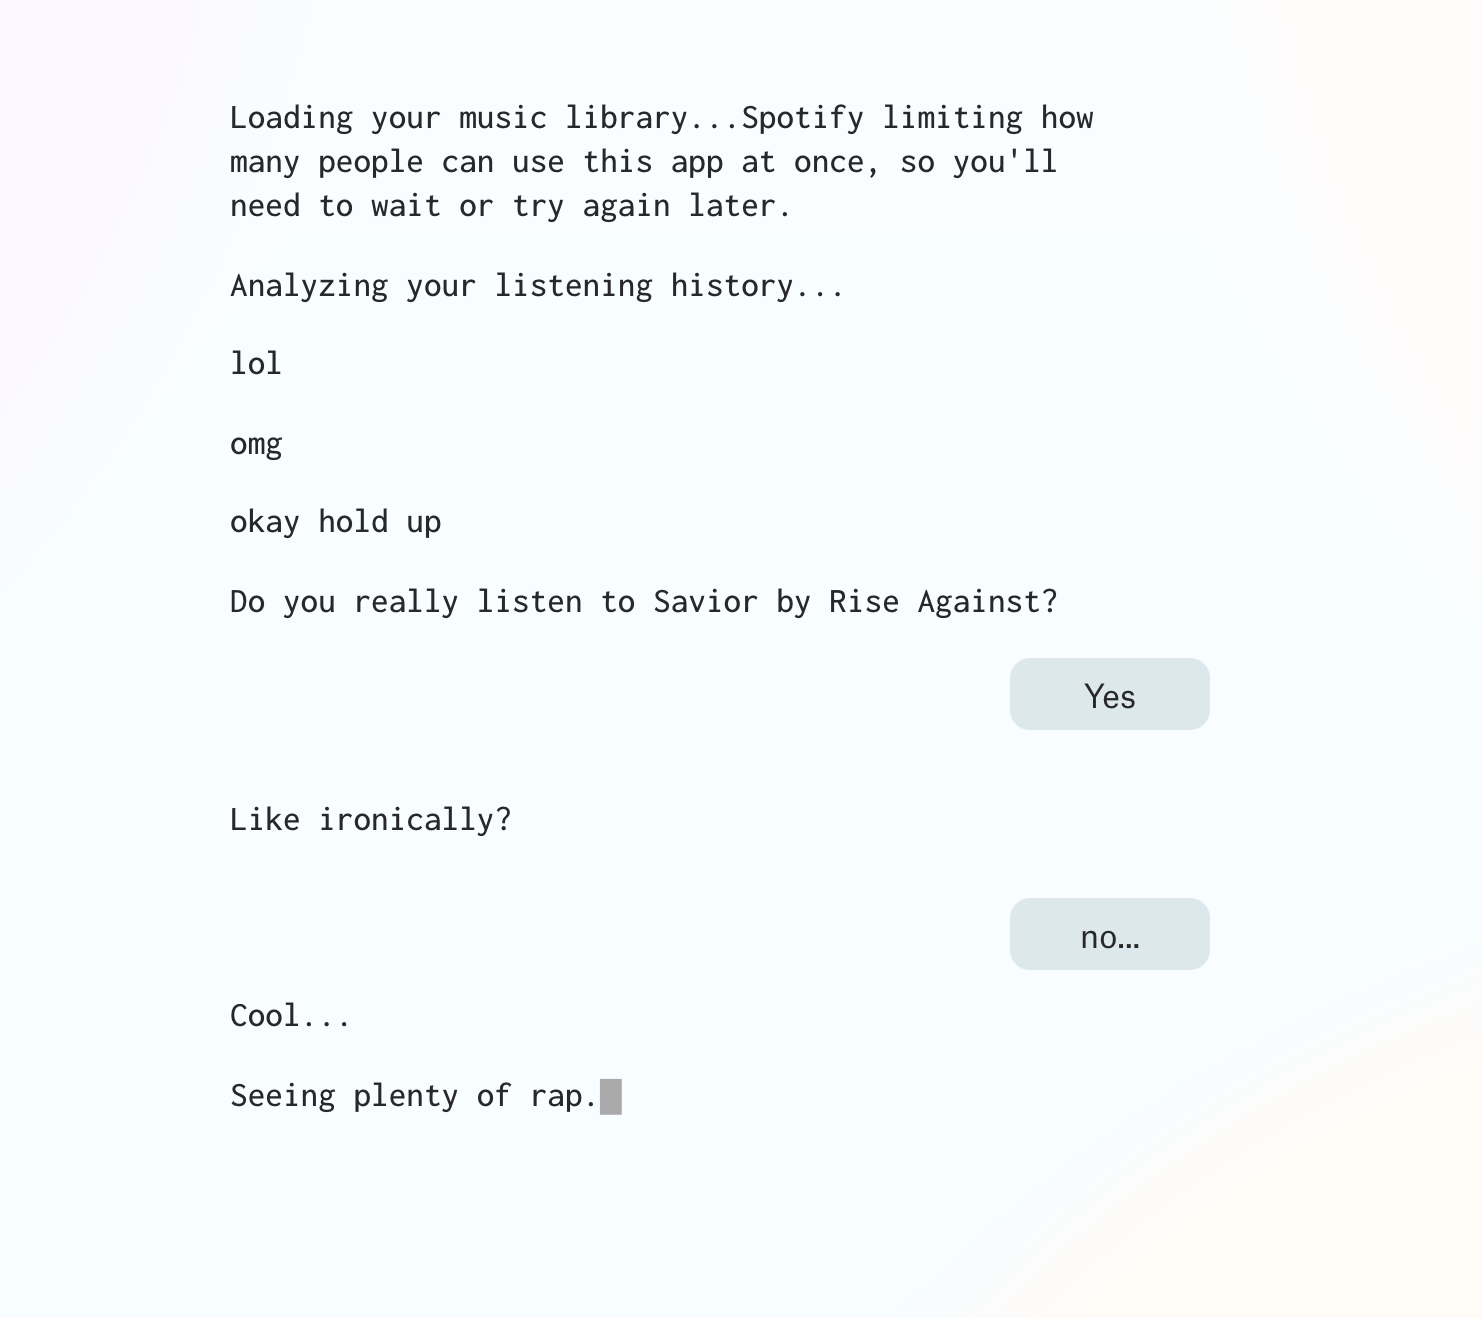 Loading your music library...Spotify limiting how
many people can use this app at once, so you'll
need to wait or try again later.
Analyzing your listening history...
lol
omg
okay hold up
Do you really listen to Savior by Rise Against?
Yes
Like ironically?
no...
Cool...
Seeing plenty of rap.